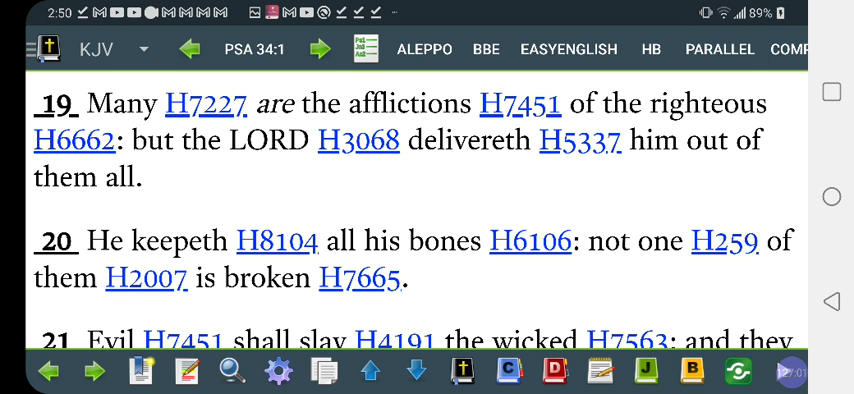 2:50 89%
KJV PSA 34:1 ALEPPO BBE EASYENGLISH HB PARALLEL COMP
19 Many H7227 are the afflictions H7451 of the righteous
H6662: but the LORD H3068 delivereth H5337 him out of
them all.
20 He keepeth H8104 all his bones H6106: not one H259 of
them H2007 is broken H7665.
21 Evil H7451 shall slay H4191 the wicked H7563: and they
C D J B